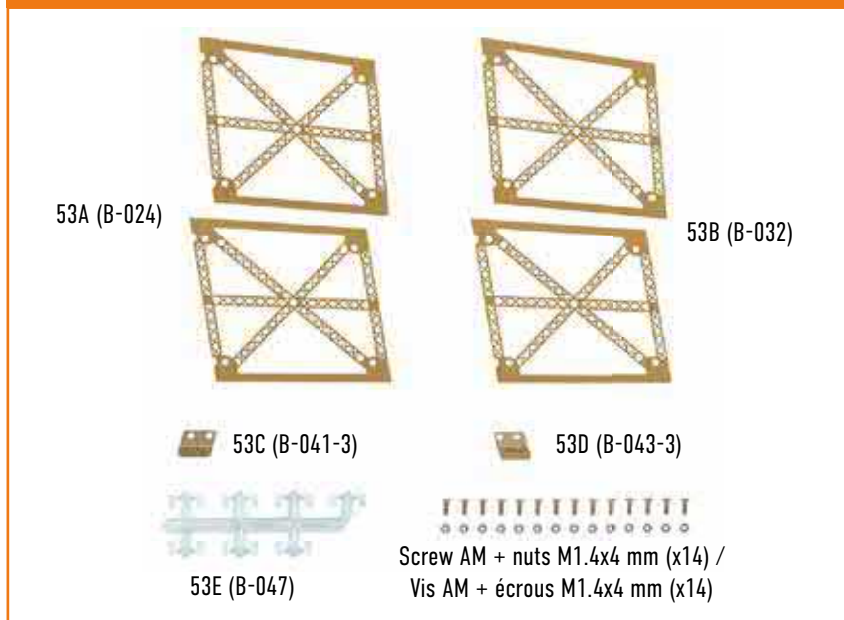 53A (B-024)
53B (B-032)
53C (B-041-3)
53D (B-043-3)
53E (B-047)
Screw AM + nuts M1.4x4 mm (x14) /
Vis AM + écrous M1.4x4 mm (x14)